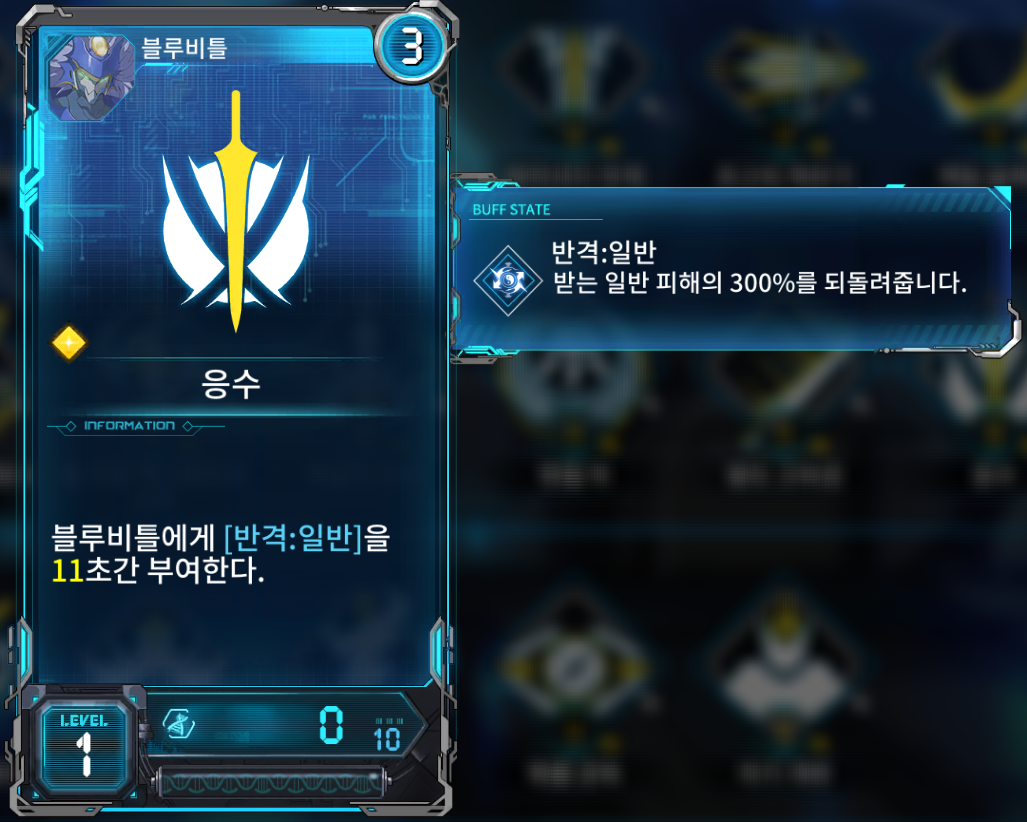 블루비틀
3
응수
INFORMATION
블루비틀에게 [반격:일반]을
11초간 부여한다.
LEVEL
1
0
10
BUFF STATE
반격:일반
받는 일반 피해의 300%를 되돌려줍니다.